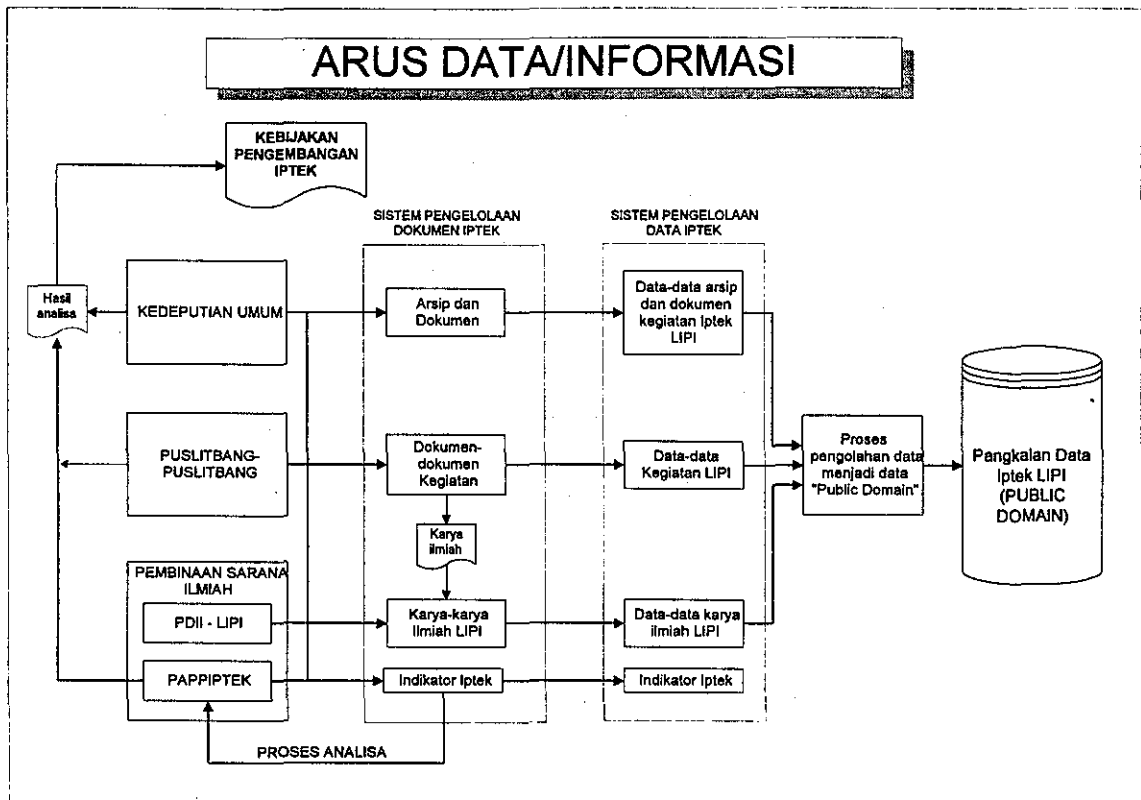 ARUS DATA/INFORMASI
KEBIJAKAN
PENGEMBANGAN
IPTEK
SISTEM PENGELOLAAN
DOKUMEN IPTEK
SISTEM PENGELOLAAN
DATA IPTEK
Hasil
analisa
KEDEPUTIAN UMUM
Arsip dan
Dokumen
Data-data arsip
dan dokumen
kegiatan Iptek
LIPI
PUSLITBANG-
PUSLITBANG
Dokumen-
dokumen
Kegiatan
Data-data
Kegiatan LIPI
Proses
pengolahan data
menjadi data
"Public Domain"
Pangkalan Data
Iptek LIPI
(PUBLIC
DOMAIN)
Karya
ilmiah
PEMBINAAN SARANA
ILMIAH
PDII - LIPI
Karya-karya
Ilmiah LIPI
Data-data karya
ilmiah LIPI
PAPPIPTEK
Indikator Iptek
Indikator Iptek
PROSES ANALISA